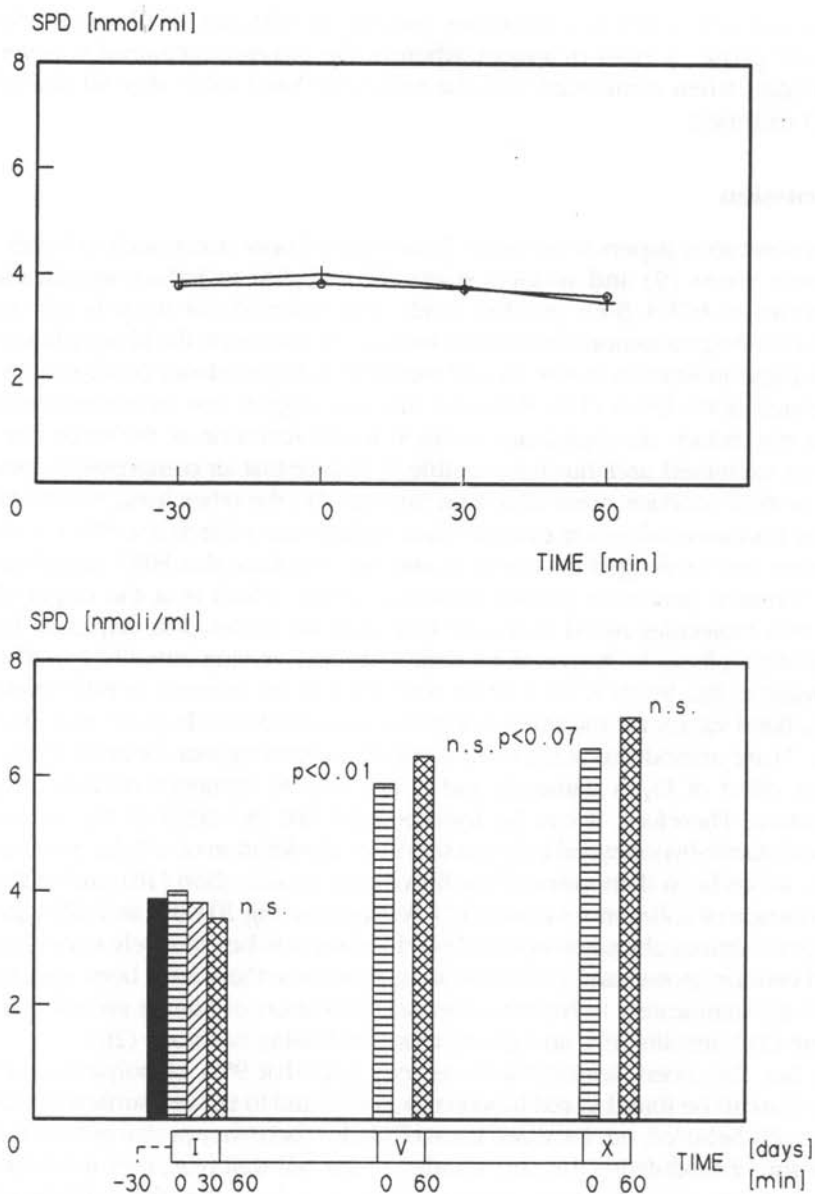 SPD [nmol/ml]
8
6
4
2
0
-30 0 30 60
TIME [min]
SPD [nmoli/ml]
8
n.s.
n.s. p<0.07
p<0.01
6
4
n.s.
2
0
I V X TIME [days]
-30 0 30 60 0 60 0 60 [min]